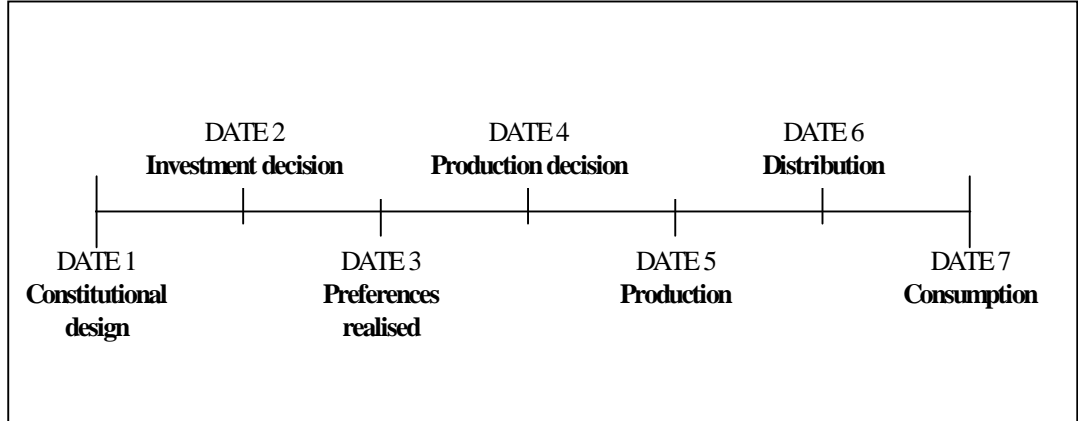 DATE 2
Investment decision
DATE 4
Production decision
DATE 6
Distribution
DATE 1
Constitutional
design
DATE 3
Preferences
realised
DATE 5
Production
DATE 7
Consumption